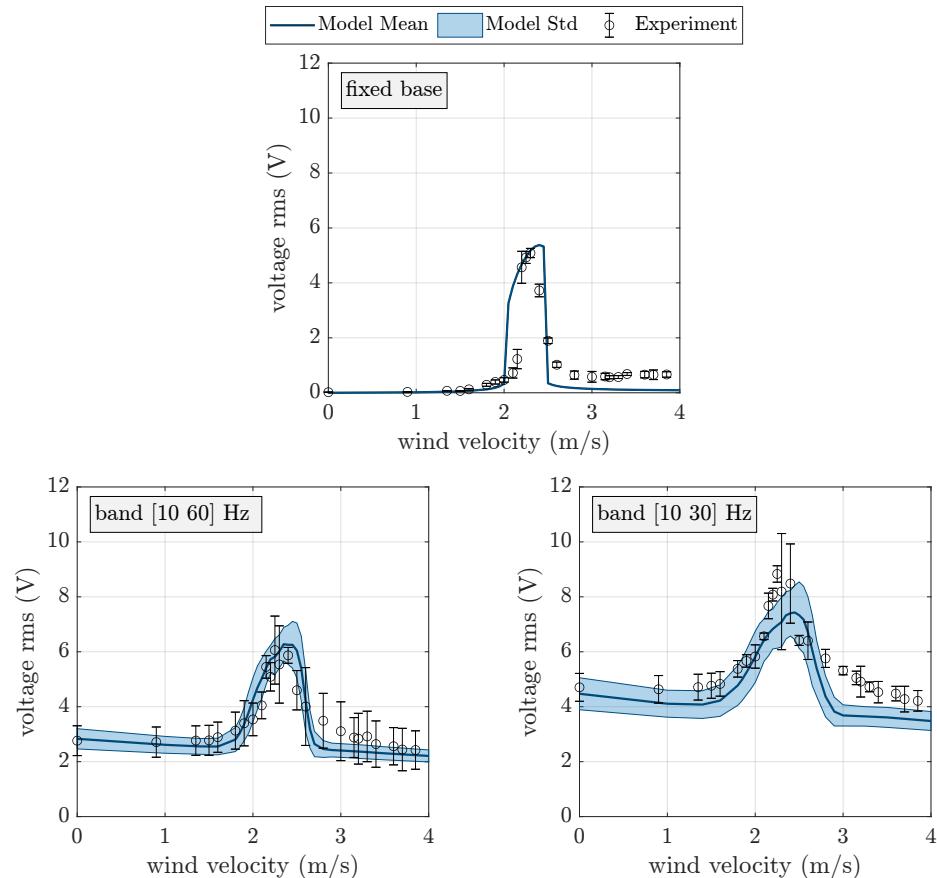 Model Mean Model Std Experiment
fixed base
voltage rms (V)
12
10
8
6
4
2
0
0 1 2 3 4
wind velocity (m/s)
band [10 60] Hz
voltage rms (V)
12
10
8
6
4
2
0
0 1 2 3 4
wind velocity (m/s)
band [10 30] Hz
voltage rms (V)
12
10
8
6
4
2
0
0 1 2 3 4
wind velocity (m/s)